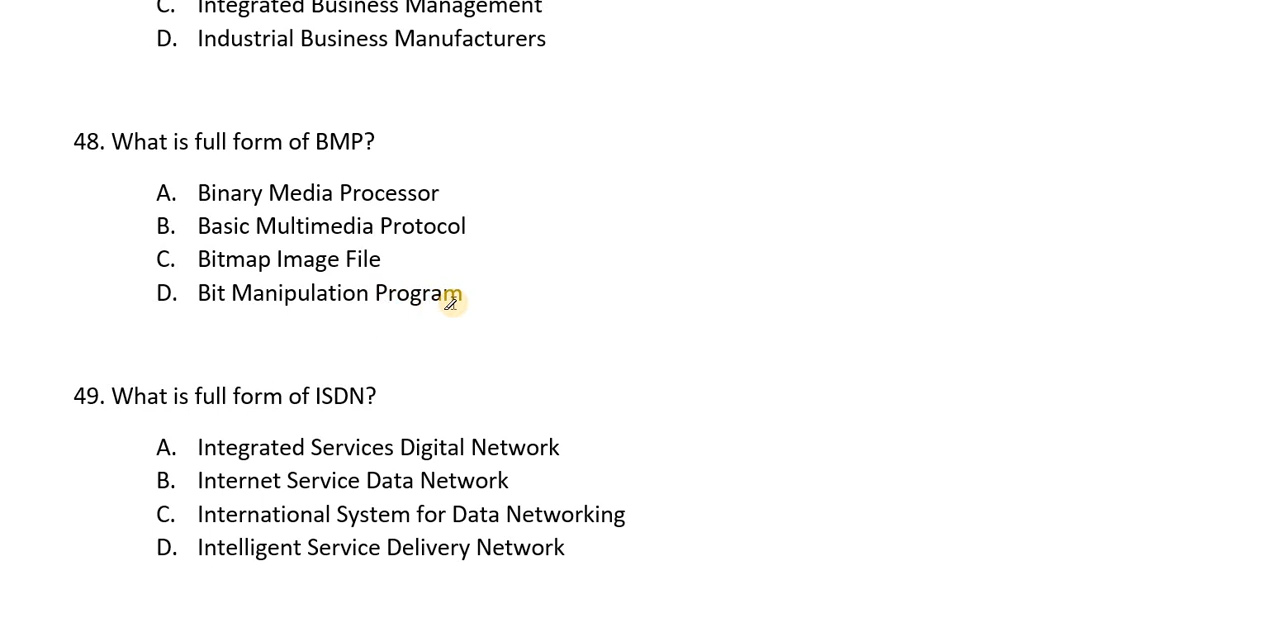 C. Integrated Business Management
D. Industrial Business Manufacturers
48. What is full form of BMP?
A. Binary Media Processor
B. Basic Multimedia Protocol
C. Bitmap Image File
D. Bit Manipulation Program
49. What is full form of ISDN?
A. Integrated Services Digital Network
B. Internet Service Data Network
C. International System for Data Networking
D. Intelligent Service Delivery Network